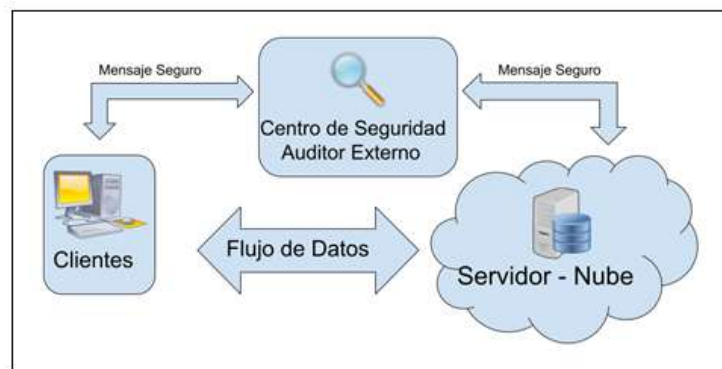 Mensaje Seguro
Mensaje Seguro
Centro de Seguridad
Auditor Externo
Clientes
Flujo de Datos
Servidor - Nube